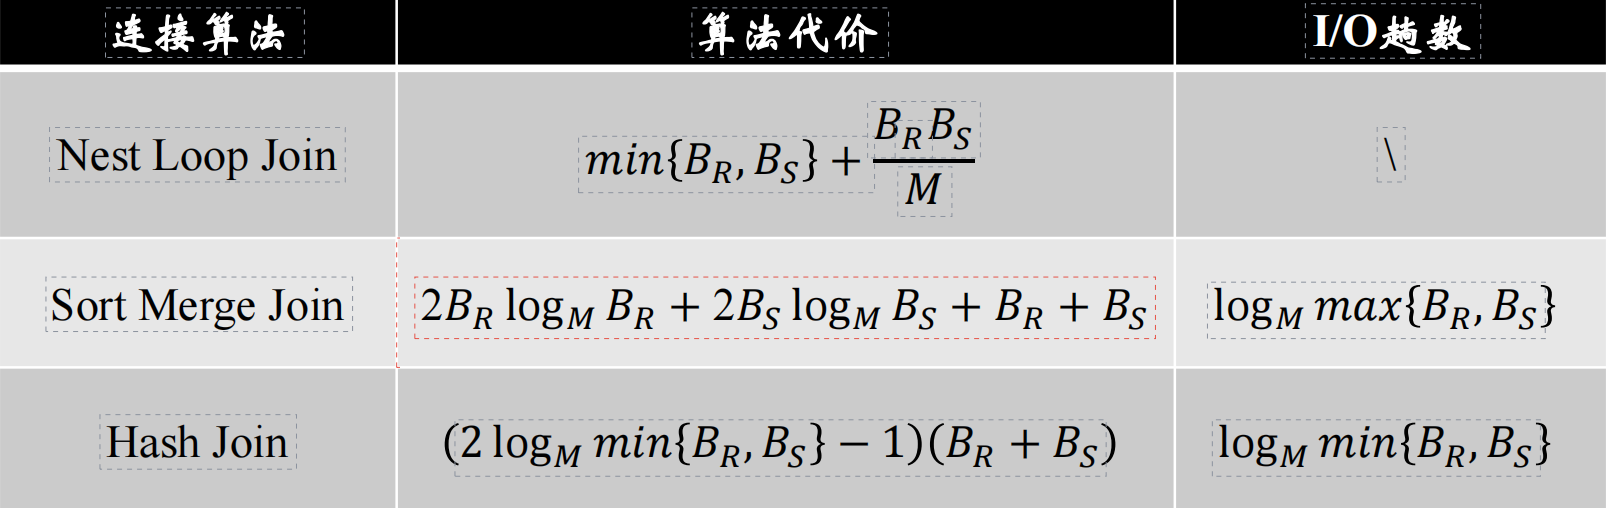 连接算法 算法代价 I/O趟数
Nest Loop Join min{B_R, B_S} + \frac{B_R B_S}{M} \
Sort Merge Join 2B_R log_M B_R + 2B_S log_M B_S + B_R + B_S log_M max{B_R, B_S}
Hash Join (2 log_M min{B_R, B_S} − 1)(B_R + B_S) log_M min{B_R, B_S}